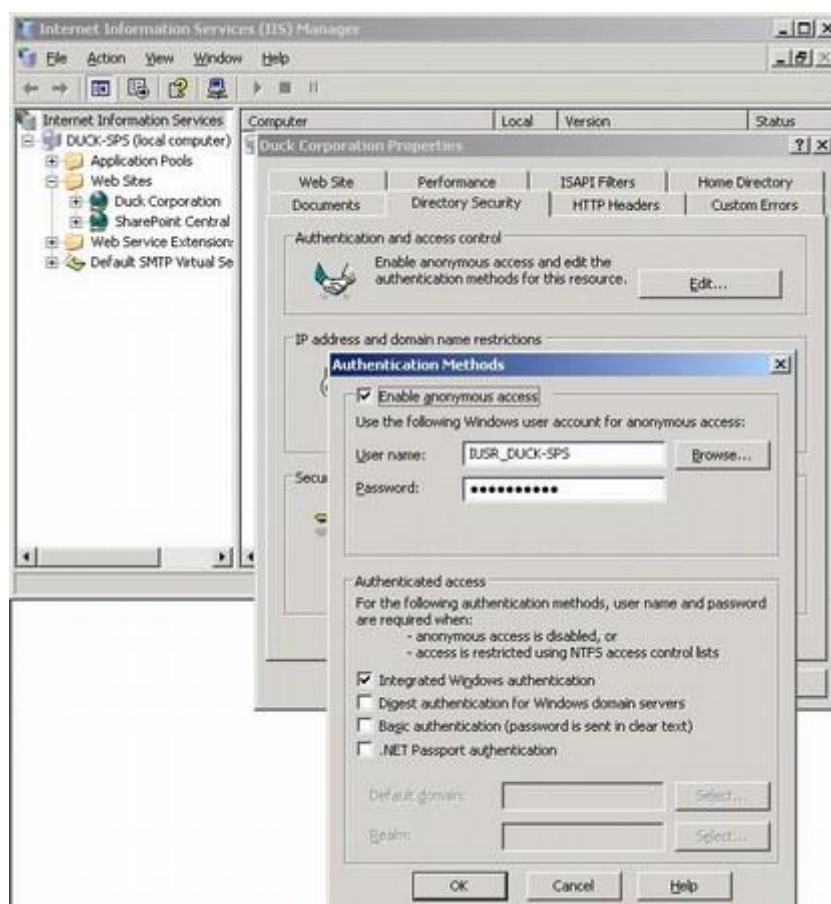 Internet Information Services (IIS) Manager
File Action View Window Help
Internet Information Services
DUCK-SPS (local computer)
Application Pools
Web Sites
Duck Corporation
SharePoint Central
Web Service Extension
Default SMTP Virtual Se
Computer Local Version Status
Duck Corporation Properties
Web Site Performance ISAPI Filters Home Directory
Documents Directory Security HTTP Headers Custom Errors
Authentication and access control
Enable anonymous access and edit the
authentication methods for this resource.
Edit...
IP address and domain name restrictions
Secu
Authentication Methods
Enable anonymous access
Use the following Windows user account for anonymous access:
User name: IUSR_DUCK-SPS Browse...
Password: ●●●●●●●●●●
Authenticated access
For the following authentication methods, user name and password
are required when:
- anonymous access is disabled, or
- access is restricted using NTFS access control lists
Integrated Windows authentication
Digest authentication for Windows domain servers
Basic authentication (password is sent in clear text)
.NET Passport authentication
Default domain: Select...
Realm: Select...
OK Cancel Help